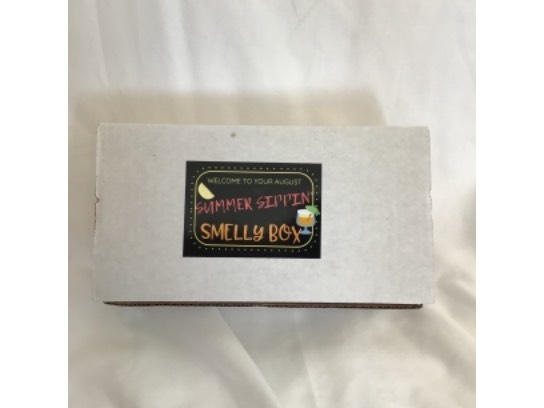 WELCOME TO YOUR AUGUST
SUMMER SIPPIN
SMELLY BOX